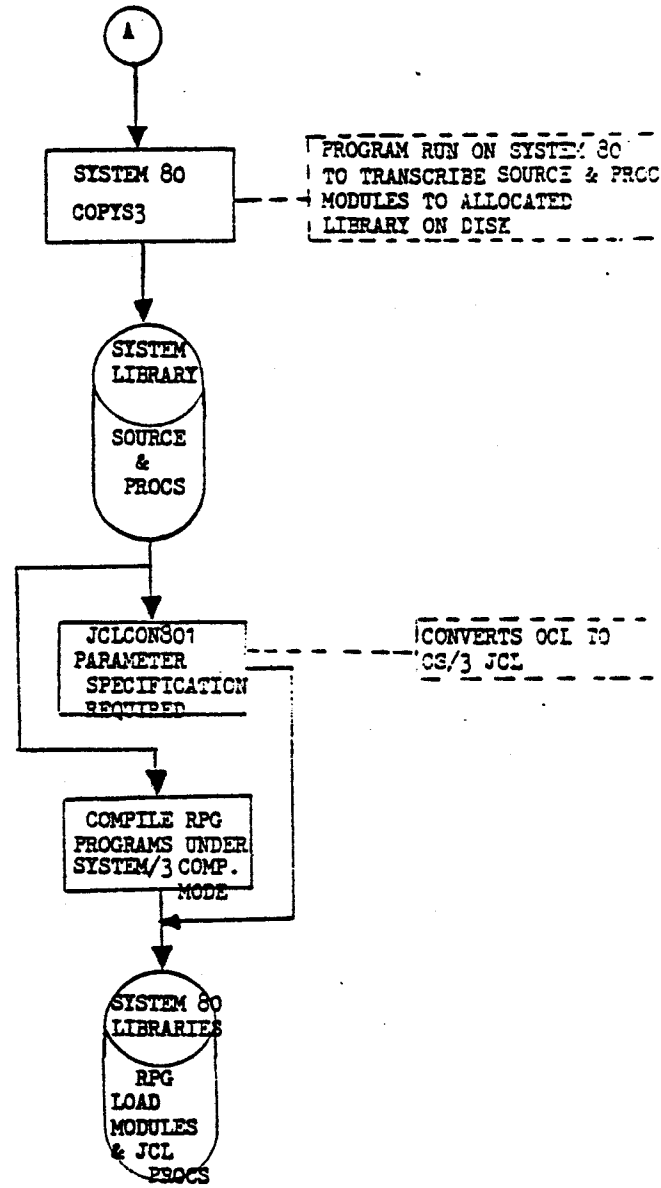 A
SYSTEM 80
COPYS3
PROGRAM RUN ON SYSTEM 80
TO TRANSCRIBE SOURCE & PROC
MODULES TO ALLOCATED
LIBRARY ON DISK
SYSTEM
LIBRARY
SOURCE
&
PROCS
JCLCON801
PARAMETER
SPECIFICATION
REQUIRED
CONVERTS OCL TO
OS/3 JCL
COMPILE RPG
PROGRAMS UNDER
SYSTEM/3 COMP.
MODE
SYSTEM 80
LIBRARIES
RPG
LOAD
MODULES
& JCL
PROCS